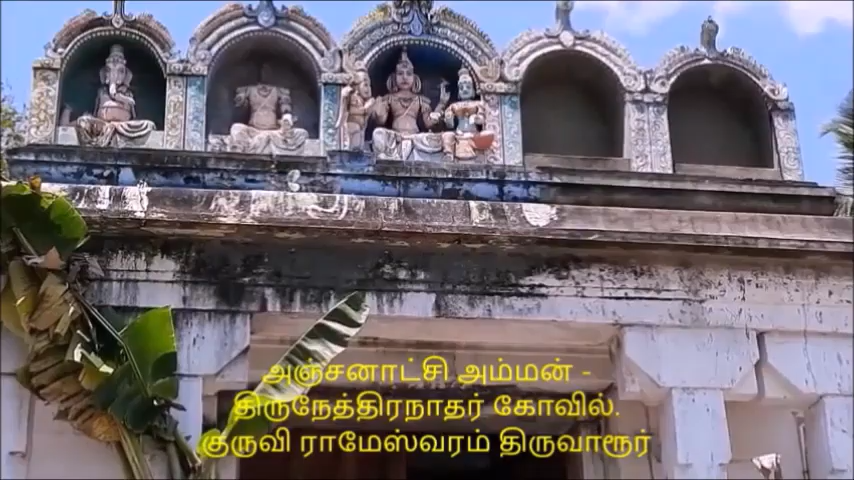 அஞ்சனாட்சி அம்மன் -
திருநேத்திரநாதர் கோவில்.
குருவி ராமேஸ்வரம் திருவாரூர்